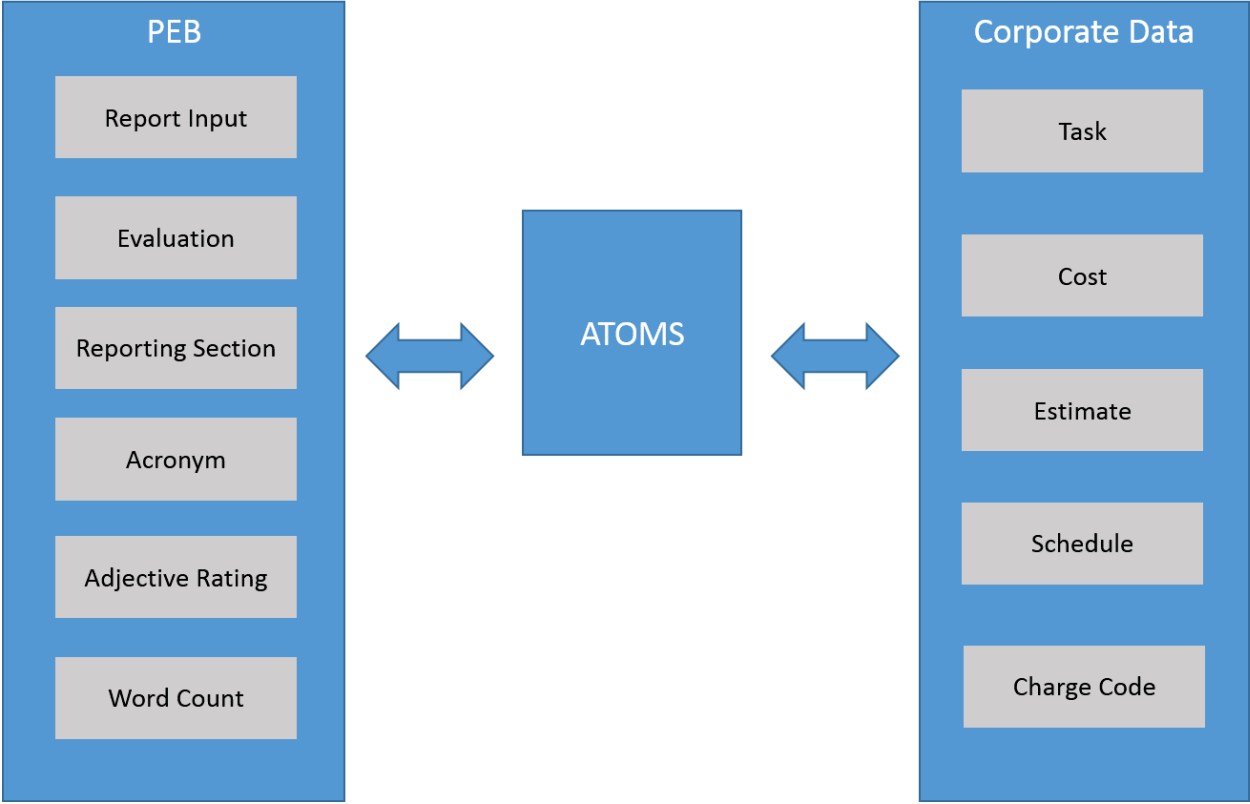 PEB
Report Input
Evaluation
Reporting Section
Acronym
Adjective Rating
Word Count
ATOMS
Corporate Data
Task
Cost
Estimate
Schedule
Charge Code